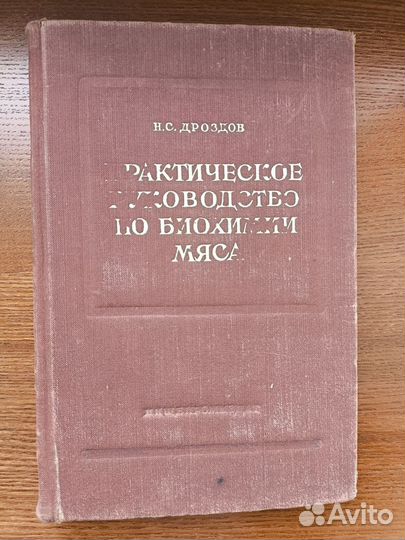 Н.С. ДРОЗДОВ
ПРАКТИЧЕСКОЕ
РУКОВОДСТВО
ПО БИОХИМИИ
МЯСА
Avito